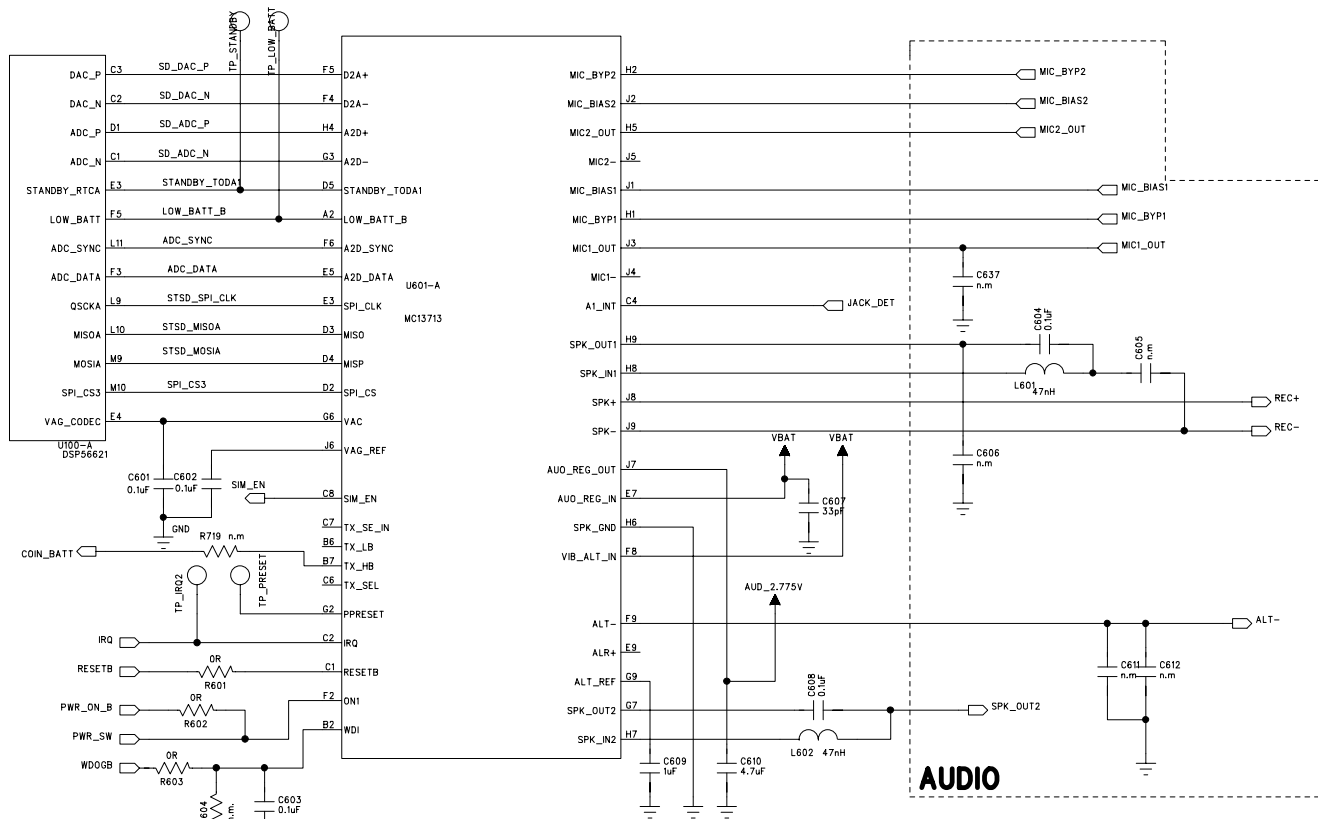 TP_STANDBY
TP_LOW_BATT
DAC_P C3 SD_DAC_P F5 D2A+
DAC_N C2 SD_DAC_N F4 D2A-
ADC_P D1 SD_ADC_P H4 A2D+
ADC_N C1 SD_ADC_N G3 A2D-
STANDBY_RTCA E3 STANDBY_TODA1 D5 STANDBY_TODA1
LOW_BATT F5 LOW_BATT_B A2 LOW_BATT_B
ADC_SYNC L11 ADC_SYNC F6 A2D_SYNC
ADC_DATA F3 ADC_DATA E5 A2D_DATA
QSCKA L9 STSD_SPI_CLK E3 SPI_CLK
MISOA L10 STSD_MISOA D3 MISO
MOSIA M9 STSD_MOSIA D4 MISP
SPI_CS3 M10 SPI_CS3 D2 SPI_CS
VAG_CODEC E4 G6 VAC
U100-A
DSP56621
J6 VAG_REF
C601
0.1uF
C602
0.1uF
SIM_EN C8 SIM_EN
GND
C7 TX_SE_IN
R719 n.m
B6 TX_LB
COIN_BATT B7 TX_HB
C6 TX_SEL
TP_IRQ2
TP_PRESET
G2 PPRESET
IRQ C2 IRQ
RESETB 0R R601 C1 RESETB
PWR_ON_B 0R R602 F2 ON1
PWR_SW
B2 WDI
WDOGB 0R R603
604
n.m.
C603
0.1uF
U601-A
MC13713
MIC_BYP2 H2 MIC_BYP2
MIC_BIAS2 J2 MIC_BIAS2
MIC2_OUT H5 MIC2_OUT
MIC2- J5
MIC_BIAS1 J1 MIC_BIAS1
MIC_BYP1 H1 MIC_BYP1
MIC1_OUT J3 MIC1_OUT
MIC1- J4
C637
n.m
A1_INT C4 JACK_DET
SPK_OUT1 H9
C604
0.1uF
C605
n.m
SPK_IN1 H8
L601
47nH
SPK+ J8 REC+
SPK- J9 REC-
VBAT
VBAT
C606
n.m
AUO_REG_OUT J7
AUO_REG_IN E7
C607
33pF
SPK_GND H6
VIB_ALT_IN F8
AUD_2.775V
ALT- F9 ALT-
ALR+ E9
C611
n.m
C612
n.m
ALT_REF G9
C608
0.1uF
SPK_OUT2 G7 SPK_OUT2
SPK_IN2 H7
L602 47nH
C609
1uF
C610
4.7uF
AUDIO